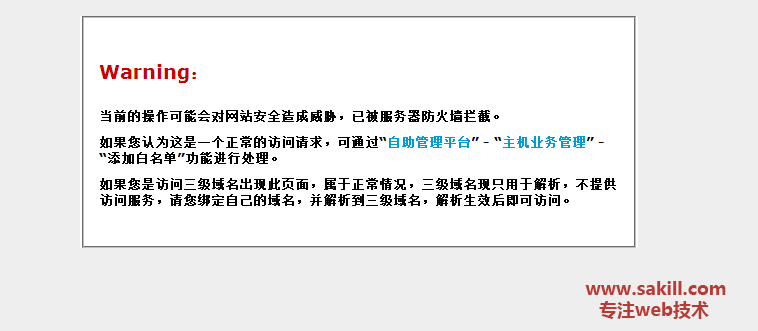 Warning：
当前的操作可能会对网站安全造成威胁，已被服务器防火墙拦截。
如果您认为这是一个正常的访问请求，可通过“自助管理平台” - “主机业务管理” -
“添加白名单”功能进行处理。
如果您是访问三级域名出现此页面，属于正常情况，三级域名现只用于解析，不提供
访问服务，请您绑定自己的域名，并解析到三级域名，解析生效后即可访问。
www.sakill.com
专注web技术